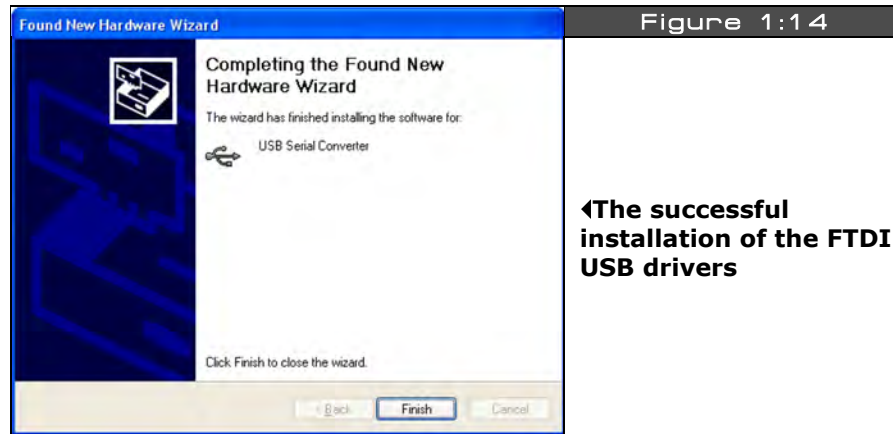 Found New Hardware Wizard
Completing the Found New
Hardware Wizard
The wizard has finished installing the software for:
USB Serial Converter
Click Finish to close the wizard.
< Back
Finish
Cancel
Figure 1:14
The successful
installation of the FTDI
USB drivers